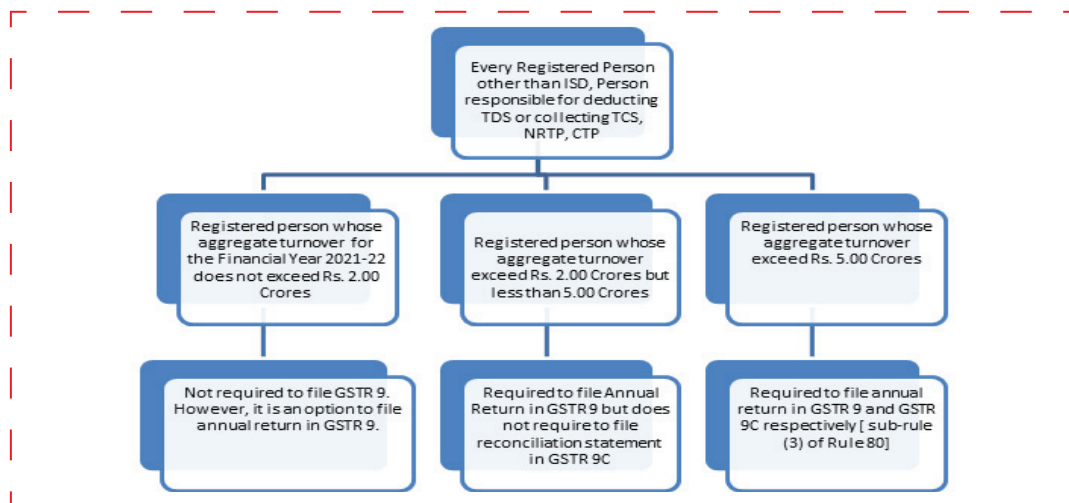 Every Registered Person
other than ISD, Person
responsible for deducting
TDS or collecting TCS,
NRTP, CTP
Registered person whose
aggregate turnover for
the Financial Year 2021-22
does not exceed Rs. 2.00
Crores
Registered person whose
aggregate turnover
exceed Rs. 2.00 Crores but
less than 5.00 Crores
Registered person whose
aggregate turnover
exceed Rs. 5.00 Crores
Not required to file GSTR 9.
However, it is an option to file
annual return in GSTR 9.
Required to file Annual
Return in GSTR 9 but does
not require to file
reconciliation statement
in GSTR 9C
Required to file annual
return in GSTR 9 and GSTR
9C respectively [ sub-rule
(3) of Rule 80]